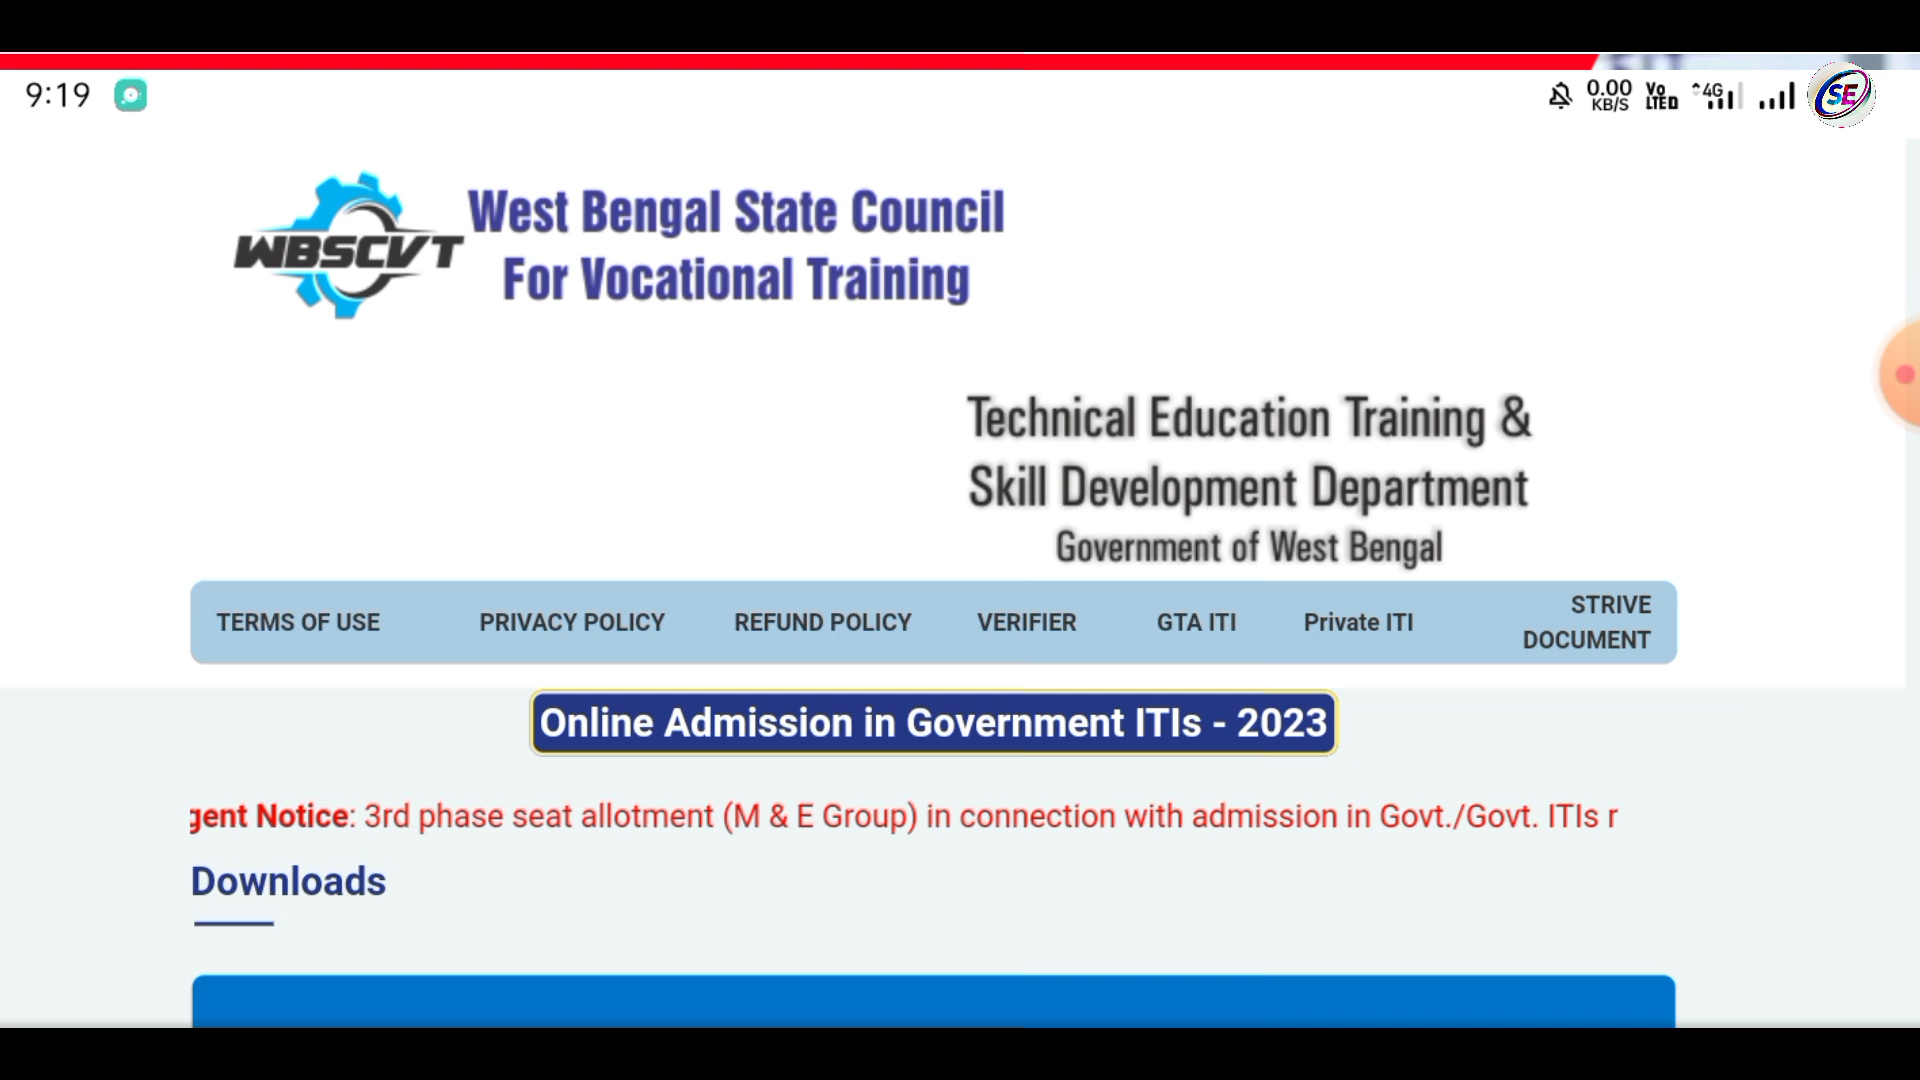 9:19
0.00
KB/S
Vo
LTED
4G
SE
WBSCVT
West Bengal State Council
For Vocational Training
Technical Education Training &
Skill Development Department
Government of West Bengal
TERMS OF USE PRIVACY POLICY REFUND POLICY VERIFIER GTA ITI Private ITI STRIVE DOCUMENT
Online Admission in Government ITIs - 2023
gent Notice: 3rd phase seat allotment (M & E Group) in connection with admission in Govt./Govt. ITIs r
Downloads